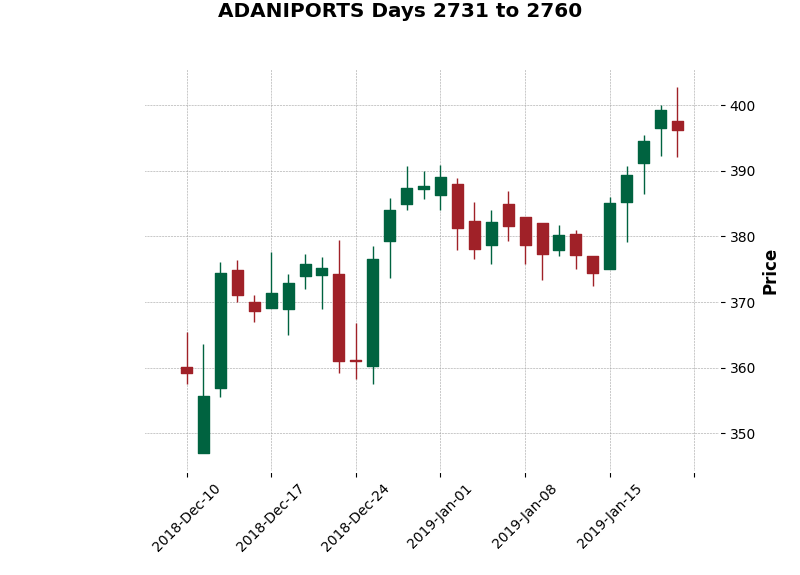 ADANIPORTS Days 2731 to 2760
400
390
380
370
360
350
Price
2018-Dec-10
2018-Dec-17
2018-Dec-24
2019-Jan-01
2019-Jan-08
2019-Jan-15